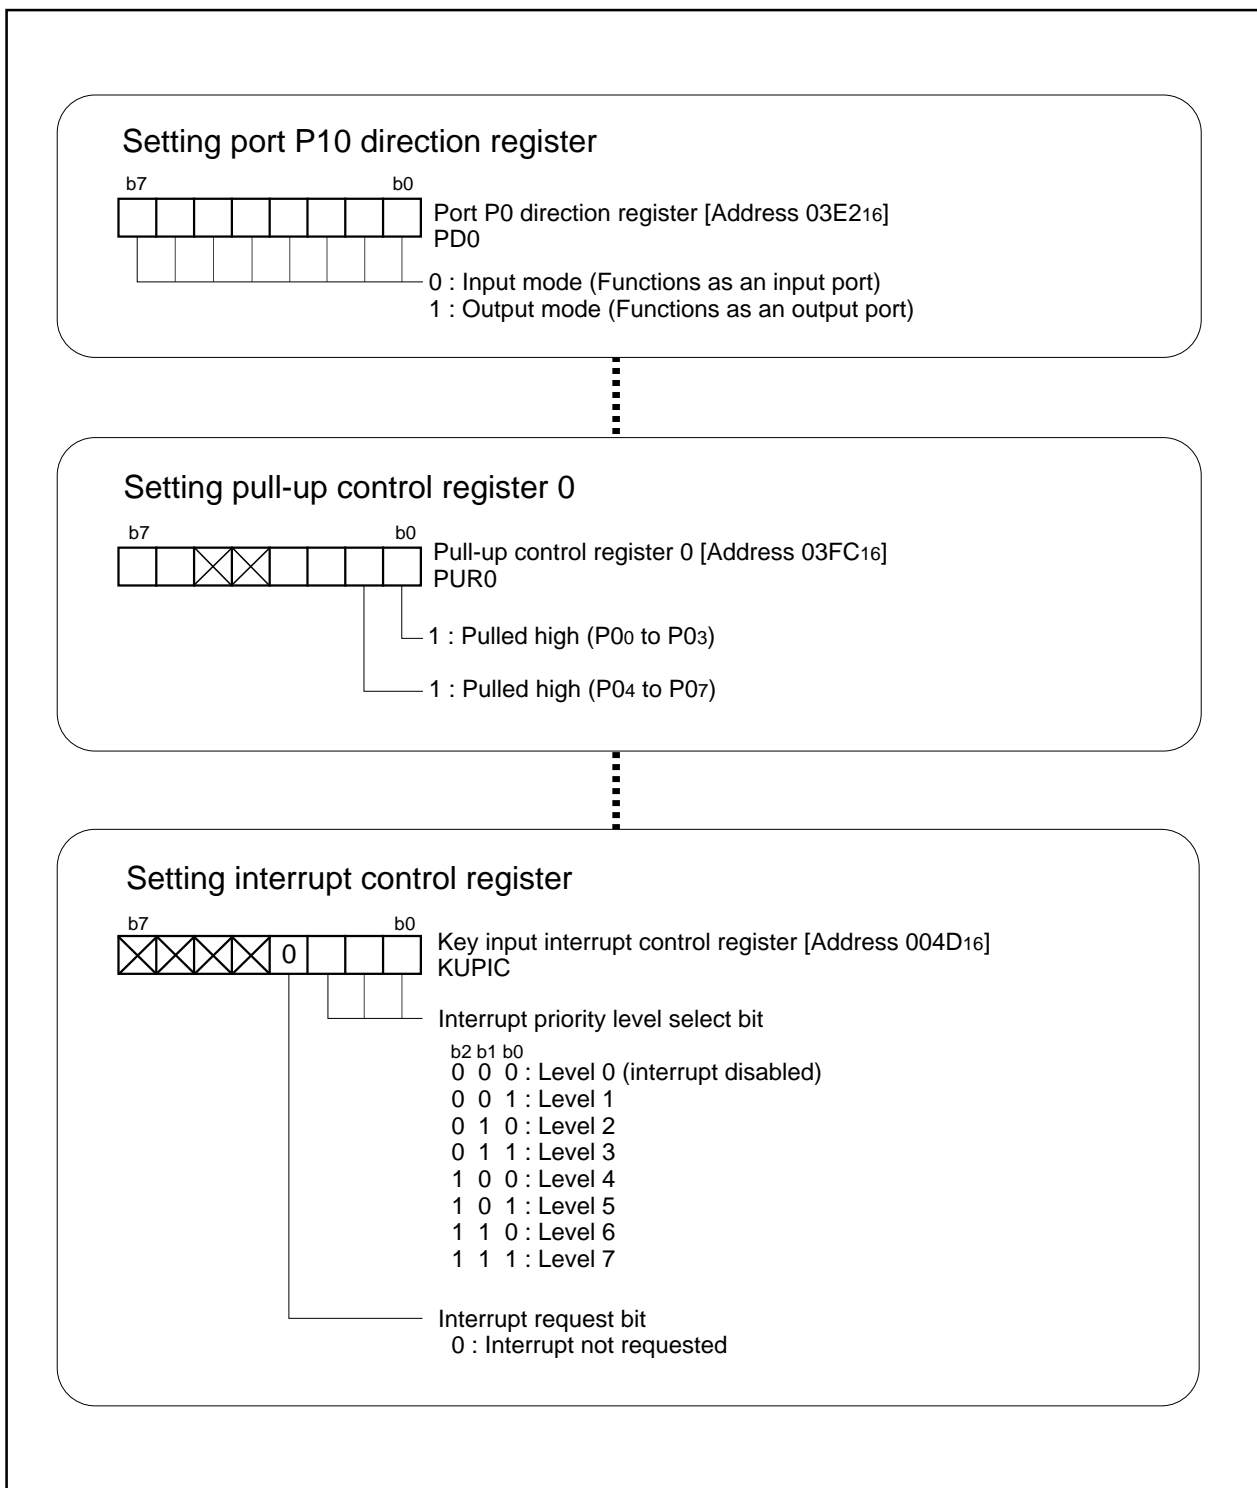 Setting port P10 direction register
b7 b0
Port P0 direction register [Address 03E216]
PD0
0 : Input mode (Functions as an input port)
1 : Output mode (Functions as an output port)
Setting pull-up control register 0
b7 b0
Pull-up control register 0 [Address 03FC16]
PUR0
1 : Pulled high (P00 to P03)
1 : Pulled high (P04 to P07)
Setting interrupt control register
b7 b0
0
Key input interrupt control register [Address 004D16]
KUPIC
Interrupt priority level select bit
b2 b1 b0
0 0 0 : Level 0 (interrupt disabled)
0 0 1 : Level 1
0 1 0 : Level 2
0 1 1 : Level 3
1 0 0 : Level 4
1 0 1 : Level 5
1 1 0 : Level 6
1 1 1 : Level 7
Interrupt request bit
0 : Interrupt not requested